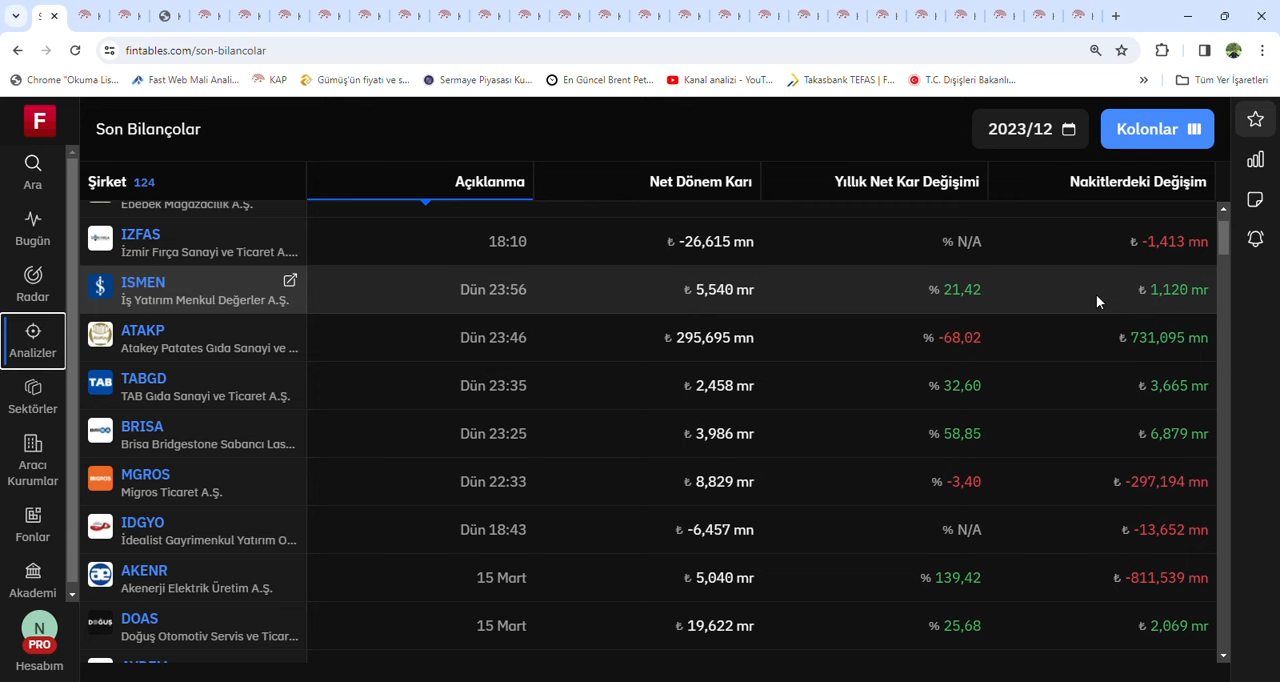 fintables.com/son-bilancolar
Chrome "Okuma Lis...
Fast Web Mali Anali...
KAP
Gümüş'ün fiyatı ve s...
Sermaye Piyasası Ku...
En Güncel Brent Pet...
Kanal analizi - YouT...
Takasbank TEFAS | F...
T.C. Dışişleri Bakanlı...
»
Tüm Yer İşaretleri
F
Son Bilançolar
2023/12
Kolonlar
Ara
Bugün
Radar
Analizler
Sektörler
Aracı
Kurumlar
Fonlar
Akademi
N
PRO
Hesabım
Şirket 124 Açıklanma Net Dönem Karı Yıllık Net Kar Değişimi Nakitlerdeki Değişim
Ebebek Mağazacılık A.Ş.
IZFAS
İzmir Fırça Sanayi ve Ticaret A....
18:10 ₺ -26,615 mn % N/A ₺ -1,413 mn
ISMEN
İş Yatırım Menkul Değerler A.Ş.
Dün 23:56 ₺ 5,540 mr % 21,42 ₺ 1,120 mr
ATAKP
Atakey Patates Gıda Sanayi ve ...
Dün 23:46 ₺ 295,695 mn % -68,02 ₺ 731,095 mn
TAB
TABGD
TAB Gıda Sanayi ve Ticaret A.Ş.
Dün 23:35 ₺ 2,458 mr % 32,60 ₺ 3,665 mr
BRISA
Brisa Bridgestone Sabancı Las...
Dün 23:25 ₺ 3,986 mr % 58,85 ₺ 6,879 mr
MIGROS
MGROS
Migros Ticaret A.Ş.
Dün 22:33 ₺ 8,829 mr % -3,40 ₺ -297,194 mn
IDGYO
İdealist Gayrimenkul Yatırım O...
Dün 18:43 ₺ -6,457 mn % N/A ₺ -13,652 mn
AKENR
Akenerji Elektrik Üretim A.Ş.
15 Mart ₺ 5,040 mr % 139,42 ₺ -811,539 mn
DOĞUŞ
DOAS
Doğuş Otomotiv Servis ve Ticar...
15 Mart ₺ 19,622 mr % 25,68 ₺ 2,069 mr